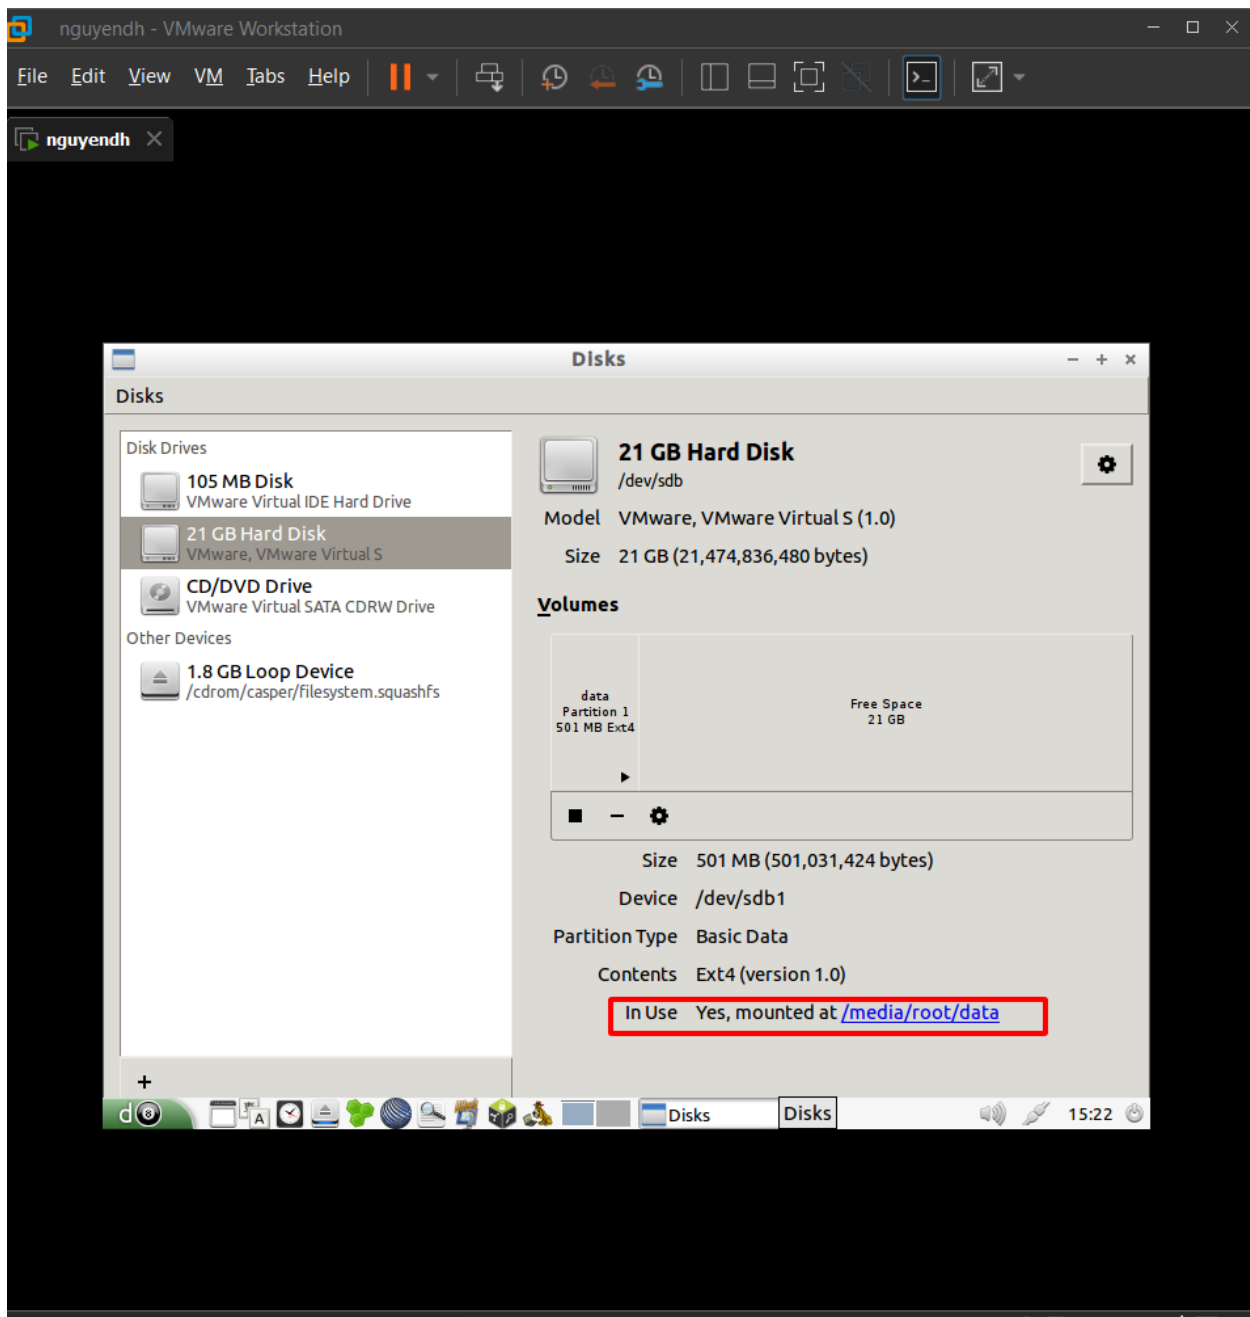 nguyendh - VMware Workstation
File Edit View VM Tabs Help
nguyendh
Disks
Disks
Disk Drives
105 MB Disk
VMware Virtual IDE Hard Drive
21 GB Hard Disk
VMware, VMware Virtual S
CD/DVD Drive
VMware Virtual SATA CDRW Drive
Other Devices
1.8 GB Loop Device
/cdrom/casper/filesystem.squashfs
21 GB Hard Disk
/dev/sdb
Model VMware, VMware Virtual S (1.0)
Size 21 GB (21,474,836,480 bytes)
Volumes
data
Partition 1
501 MB Ext4
Free Space
21 GB
Size 501 MB (501,031,424 bytes)
Device /dev/sdb1
Partition Type Basic Data
Contents Ext4 (version 1.0)
In Use Yes, mounted at /media/root/data
d8 A Disks Disks 15:22